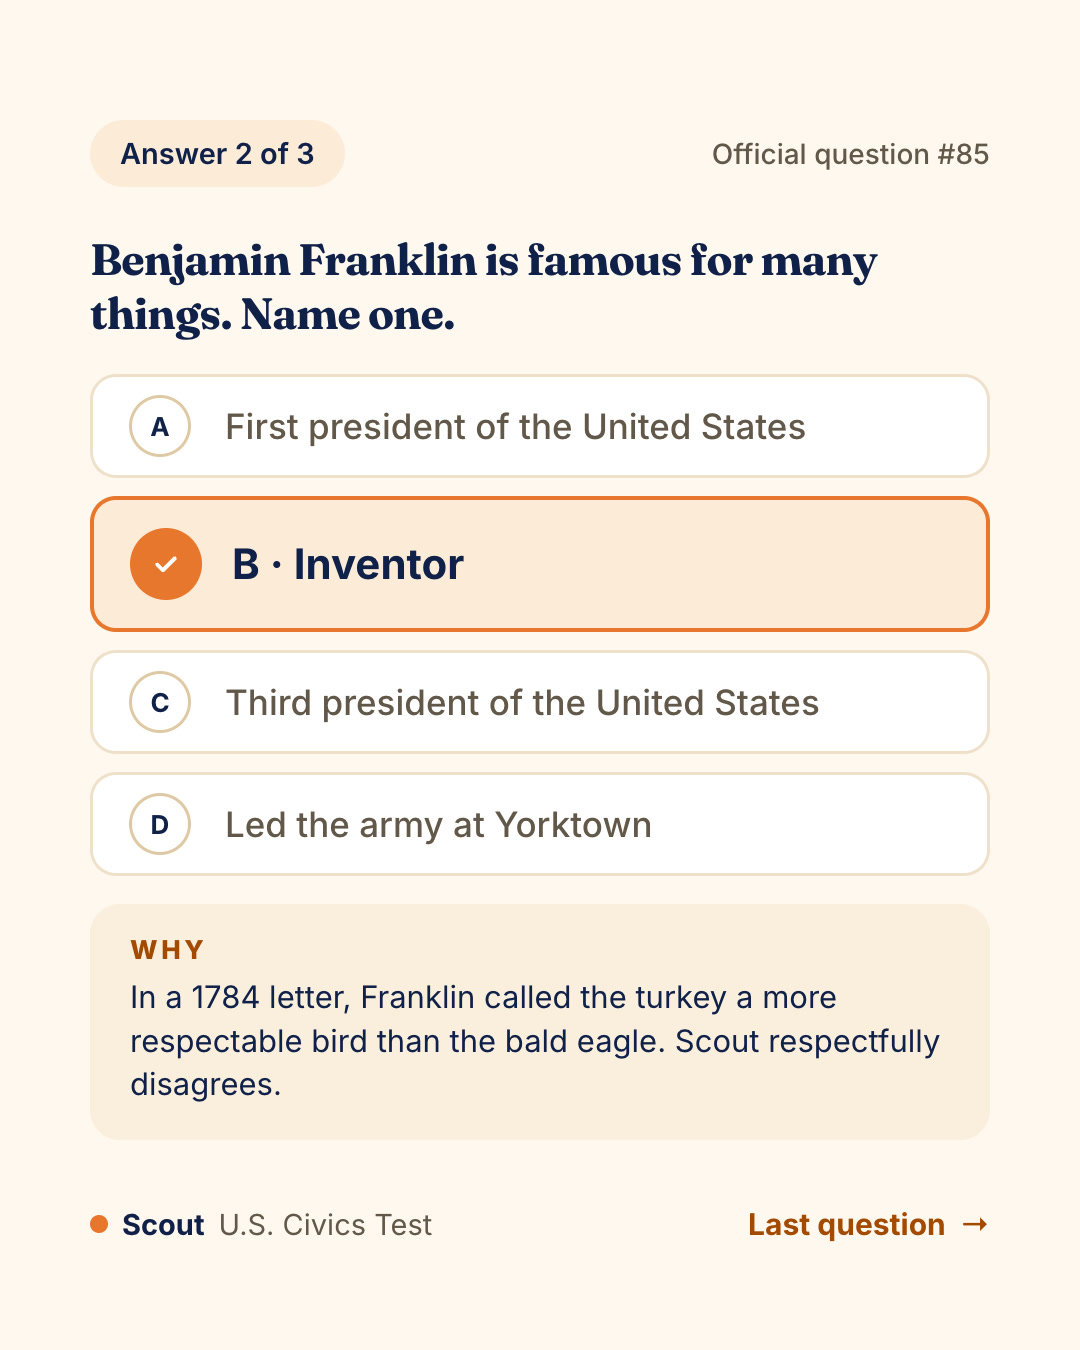 Answer 2 of 3
Official question #85
Benjamin Franklin is famous for many
things. Name one.
A First president of the United States
B · Inventor
C Third president of the United States
D Led the army at Yorktown
WHY
In a 1784 letter, Franklin called the turkey a more
respectable bird than the bald eagle. Scout respectfully
disagrees.
Scout U.S. Civics Test
Last question →